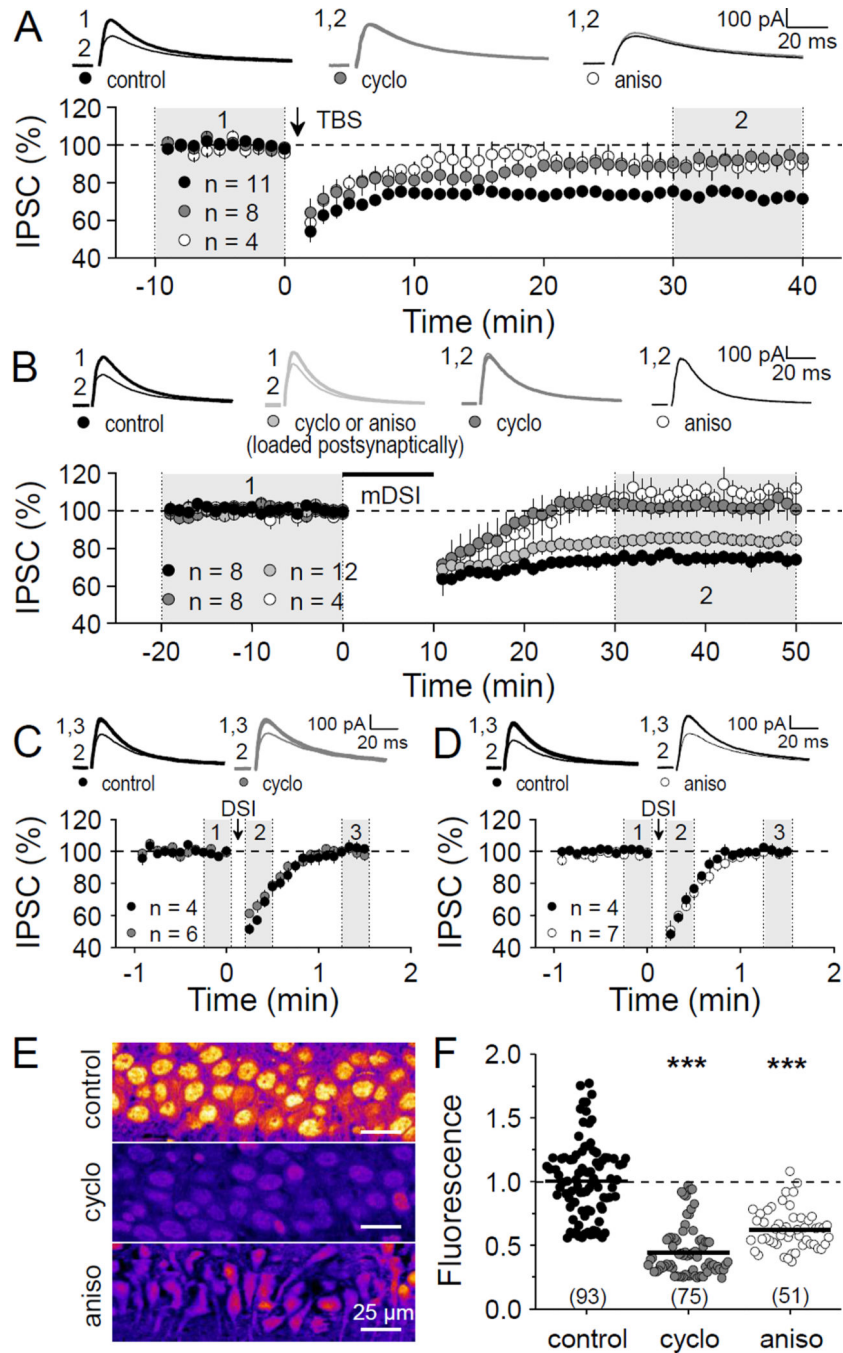 A
1
2
control
1,2
cyclo
1,2
aniso
100 pA
20 ms
IPSC (%)
120
100
80
60
40
1
TBS
2
n = 11
n = 8
n = 4
-10
0
10
20
30
40
Time (min)
B
1
2
control
1
2
cyclo or aniso
(loaded postsynaptically)
1,2
cyclo
1,2
aniso
100 pA
20 ms
IPSC (%)
120
100
80
60
40
1
mDSI
2
n = 8
n = 12
n = 8
n = 4
-20
-10
0
10
20
30
40
50
Time (min)
C
1,3
2
control
cyclo
100 pA
20 ms
IPSC (%)
120
100
80
60
40
DSI
1
2
3
n = 4
n = 6
-1
0
1
2
Time (min)
D
1,3
2
control
1,3
2
aniso
100 pA
20 ms
IPSC (%)
120
100
80
60
40
DSI
1
2
3
n = 4
n = 7
-1
0
1
2
Time (min)
E
control
cyclo
aniso
25 µm
F
Fluorescence
2.0
1.5
1.0
0.5
0.0
***
***
(93)
(75)
(51)
control
cyclo
aniso